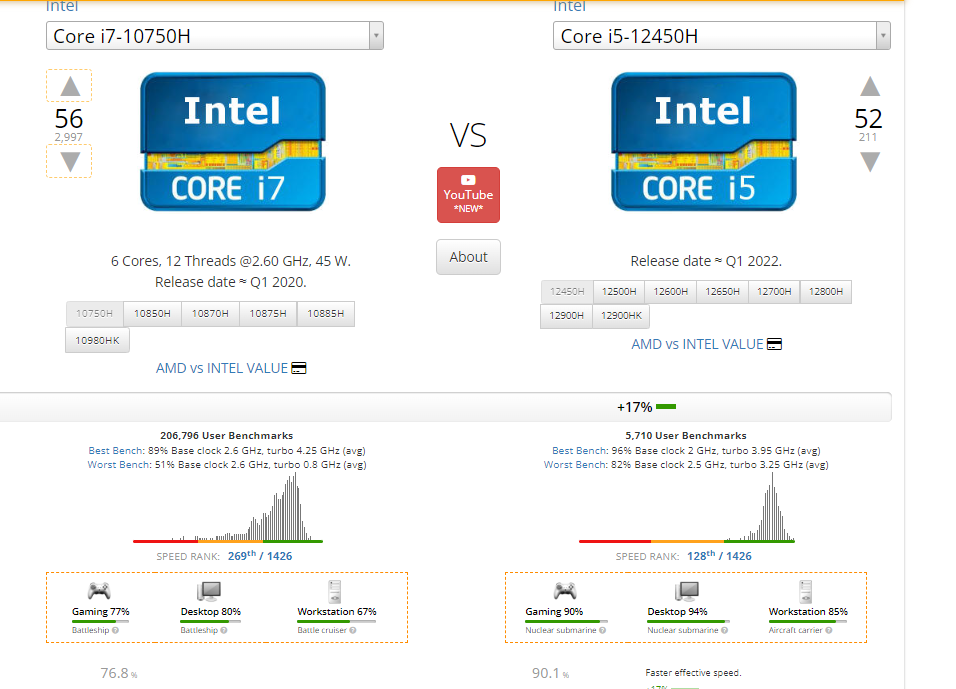 Intel
Intel
Core i7-10750H
Core i5-12450H
56
2,997
Intel
CORE i7
VS
YouTube
*NEW*
About
Intel
CORE i5
52
211
6 Cores, 12 Threads @2.60 GHz, 45 W.
Release date ≈ Q1 2020.
Release date ≈ Q1 2022.
10750H 10850H 10870H 10875H 10885H
10980HK
12450H 12500H 12600H 12650H 12700H 12800H
12900H 12900HK
AMD vs INTEL VALUE
AMD vs INTEL VALUE
+17%
206,796 User Benchmarks
Best Bench: 89% Base clock 2.6 GHz, turbo 4.25 GHz (avg)
Worst Bench: 51% Base clock 2.6 GHz, turbo 0.8 GHz (avg)
5,710 User Benchmarks
Best Bench: 96% Base clock 2 GHz, turbo 3.95 GHz (avg)
Worst Bench: 82% Base clock 2.5 GHz, turbo 3.25 GHz (avg)
SPEED RANK: 269th / 1426
SPEED RANK: 128th / 1426
Gaming 77% Desktop 80% Workstation 67%
Battleship Battleship Battle cruiser
Gaming 90% Desktop 94% Workstation 85%
Nuclear submarine Nuclear submarine Aircraft carrier
76.8 %
90.1 %
Faster effective speed.
+17%